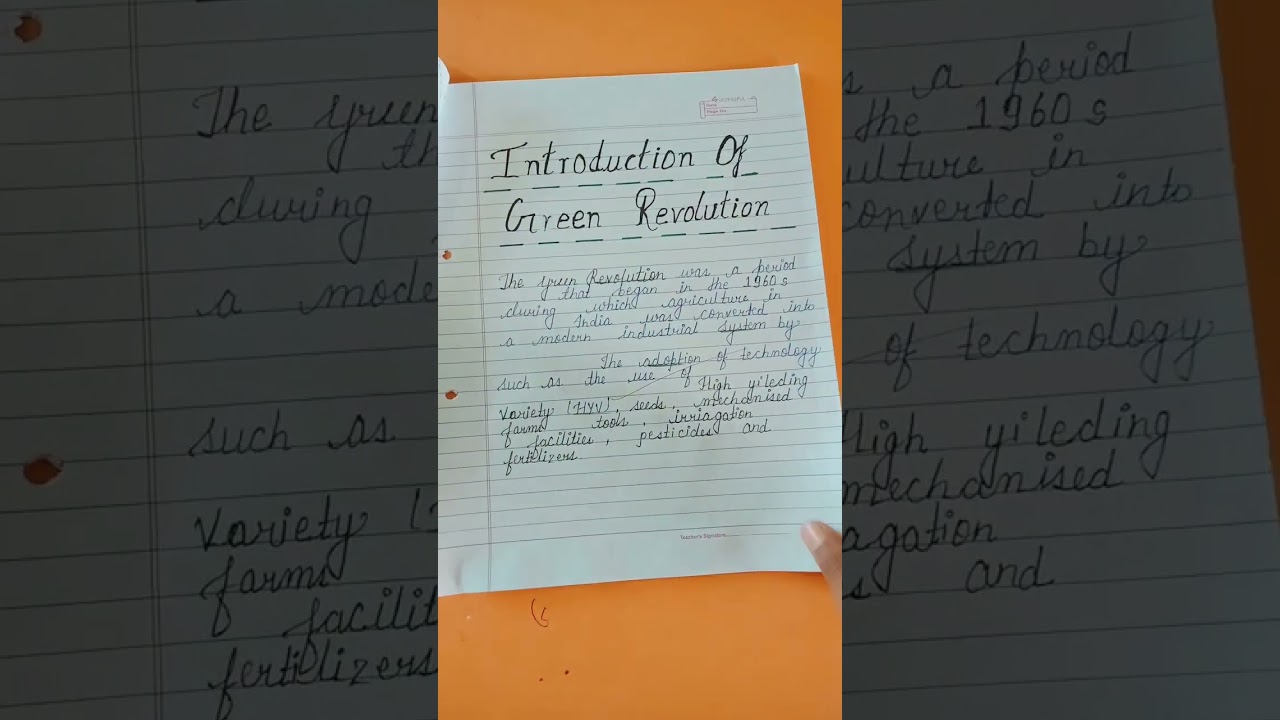 Introduction Of
Green Revolution
The green Revolution was a period
that began in the 1960s
during which agriculture in
India was converted into
a modern industrial system by
The adoption of technology
such as the use of
High yileding
Variety (HYV), seeds, mechanised
farms tools, irriagation
facilities, pesticides and
fertilizers
Teacher's Signature